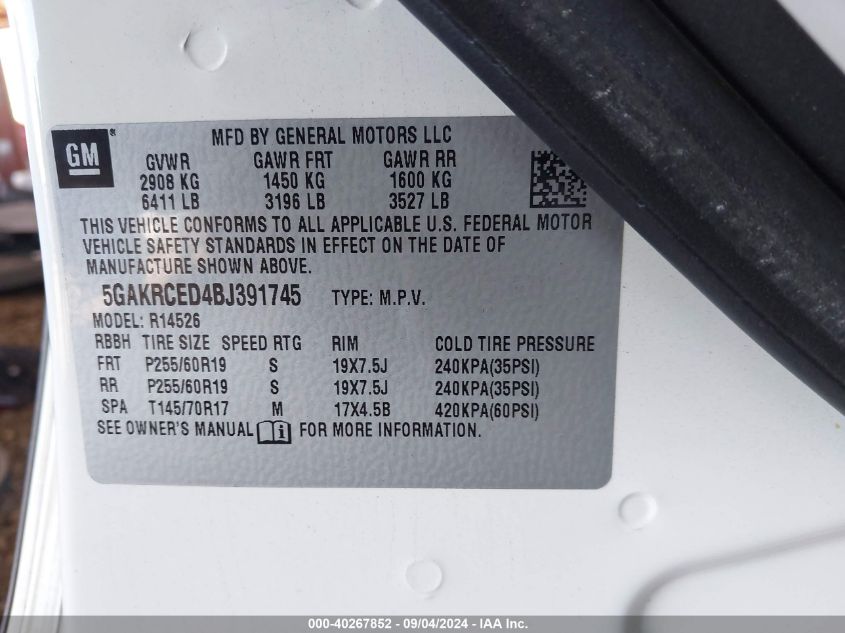 GM ®
MFD BY GENERAL MOTORS LLC
GVWR GAWR FRT GAWR RR
2908 KG 1450 KG 1600 KG
6411 LB 3196 LB 3527 LB
THIS VEHICLE CONFORMS TO ALL APPLICABLE U.S. FEDERAL MOTOR
VEHICLE SAFETY STANDARDS IN EFFECT ON THE DATE OF
MANUFACTURE SHOWN ABOVE.
5GAKRCED4BJ391745 TYPE: M.P.V.
MODEL: R14526
RBBH TIRE SIZE SPEED RTG RIM COLD TIRE PRESSURE
FRT P255/60R19 S 19X7.5J 240KPA(35PSI)
RR P255/60R19 S 19X7.5J 240KPA(35PSI)
SPA T145/70R17 M 17X4.5B 420KPA(60PSI)
SEE OWNER'S MANUAL i FOR MORE INFORMATION.
000-40267852 - 09/04/2024 - IAA Inc.